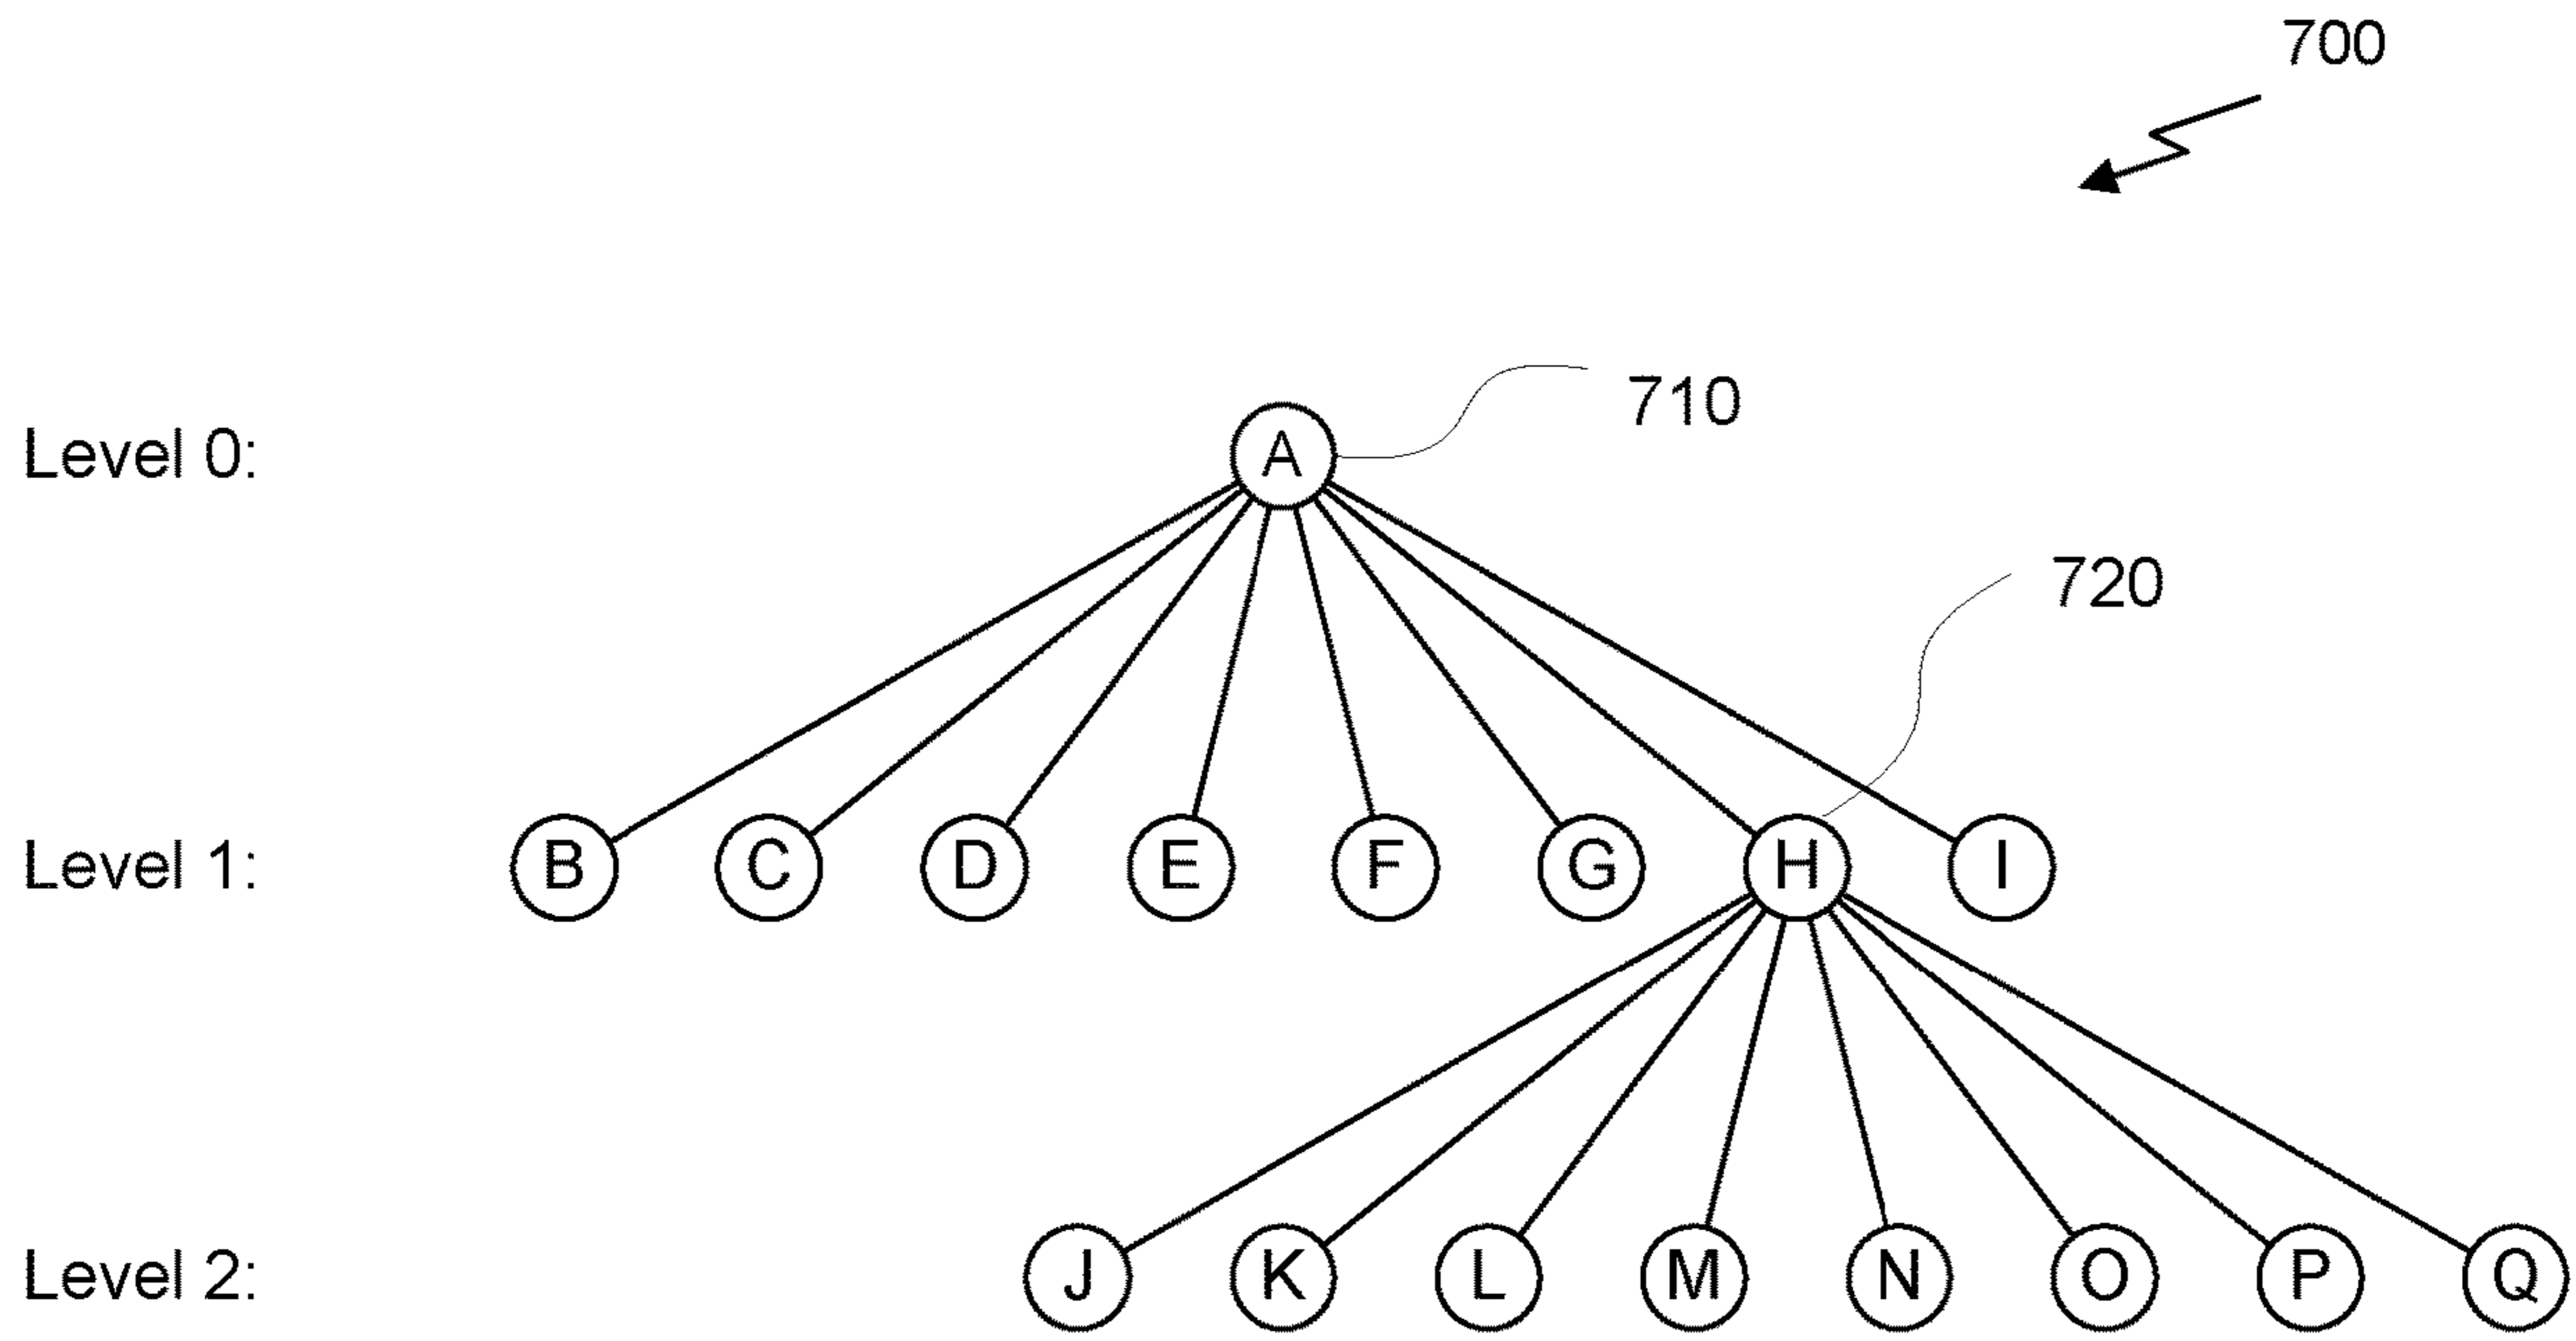 700
710
Level 0:
A
720
Level 1:
B C D E F G H I
Level 2:
J K L M N O P Q